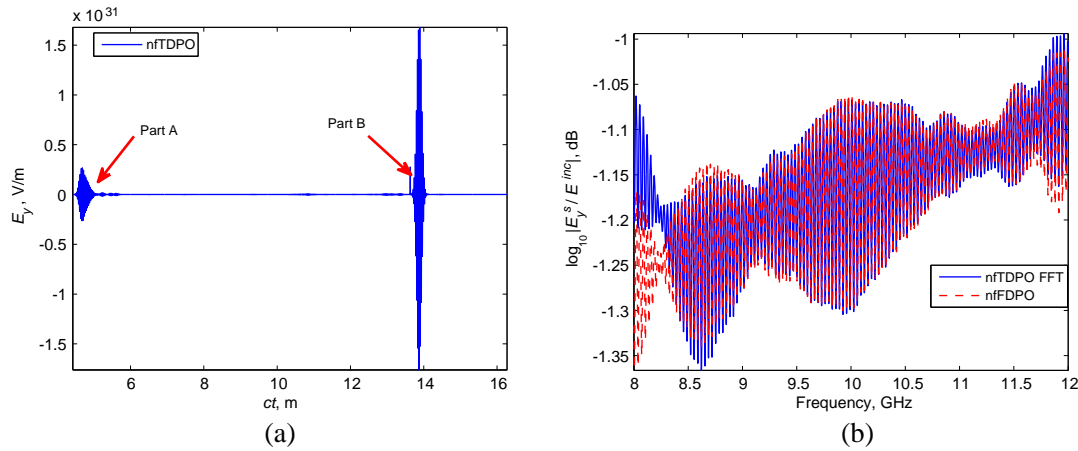 x 10 31
nfTDPO
Part A
Part B
1.5
1
0.5
0
-0.5
-1
-1.5
E y, V/m
6
8
10
12
14
16
ct, m
(a)
-1
-1.05
-1.1
-1.15
-1.2
-1.25
-1.3
-1.35
log10|Ey s / E inc|, dB
nfTDPO FFT
nfFDPO
8
8.5
9
9.5
10
10.5
11
11.5
12
Frequency, GHz
(b)